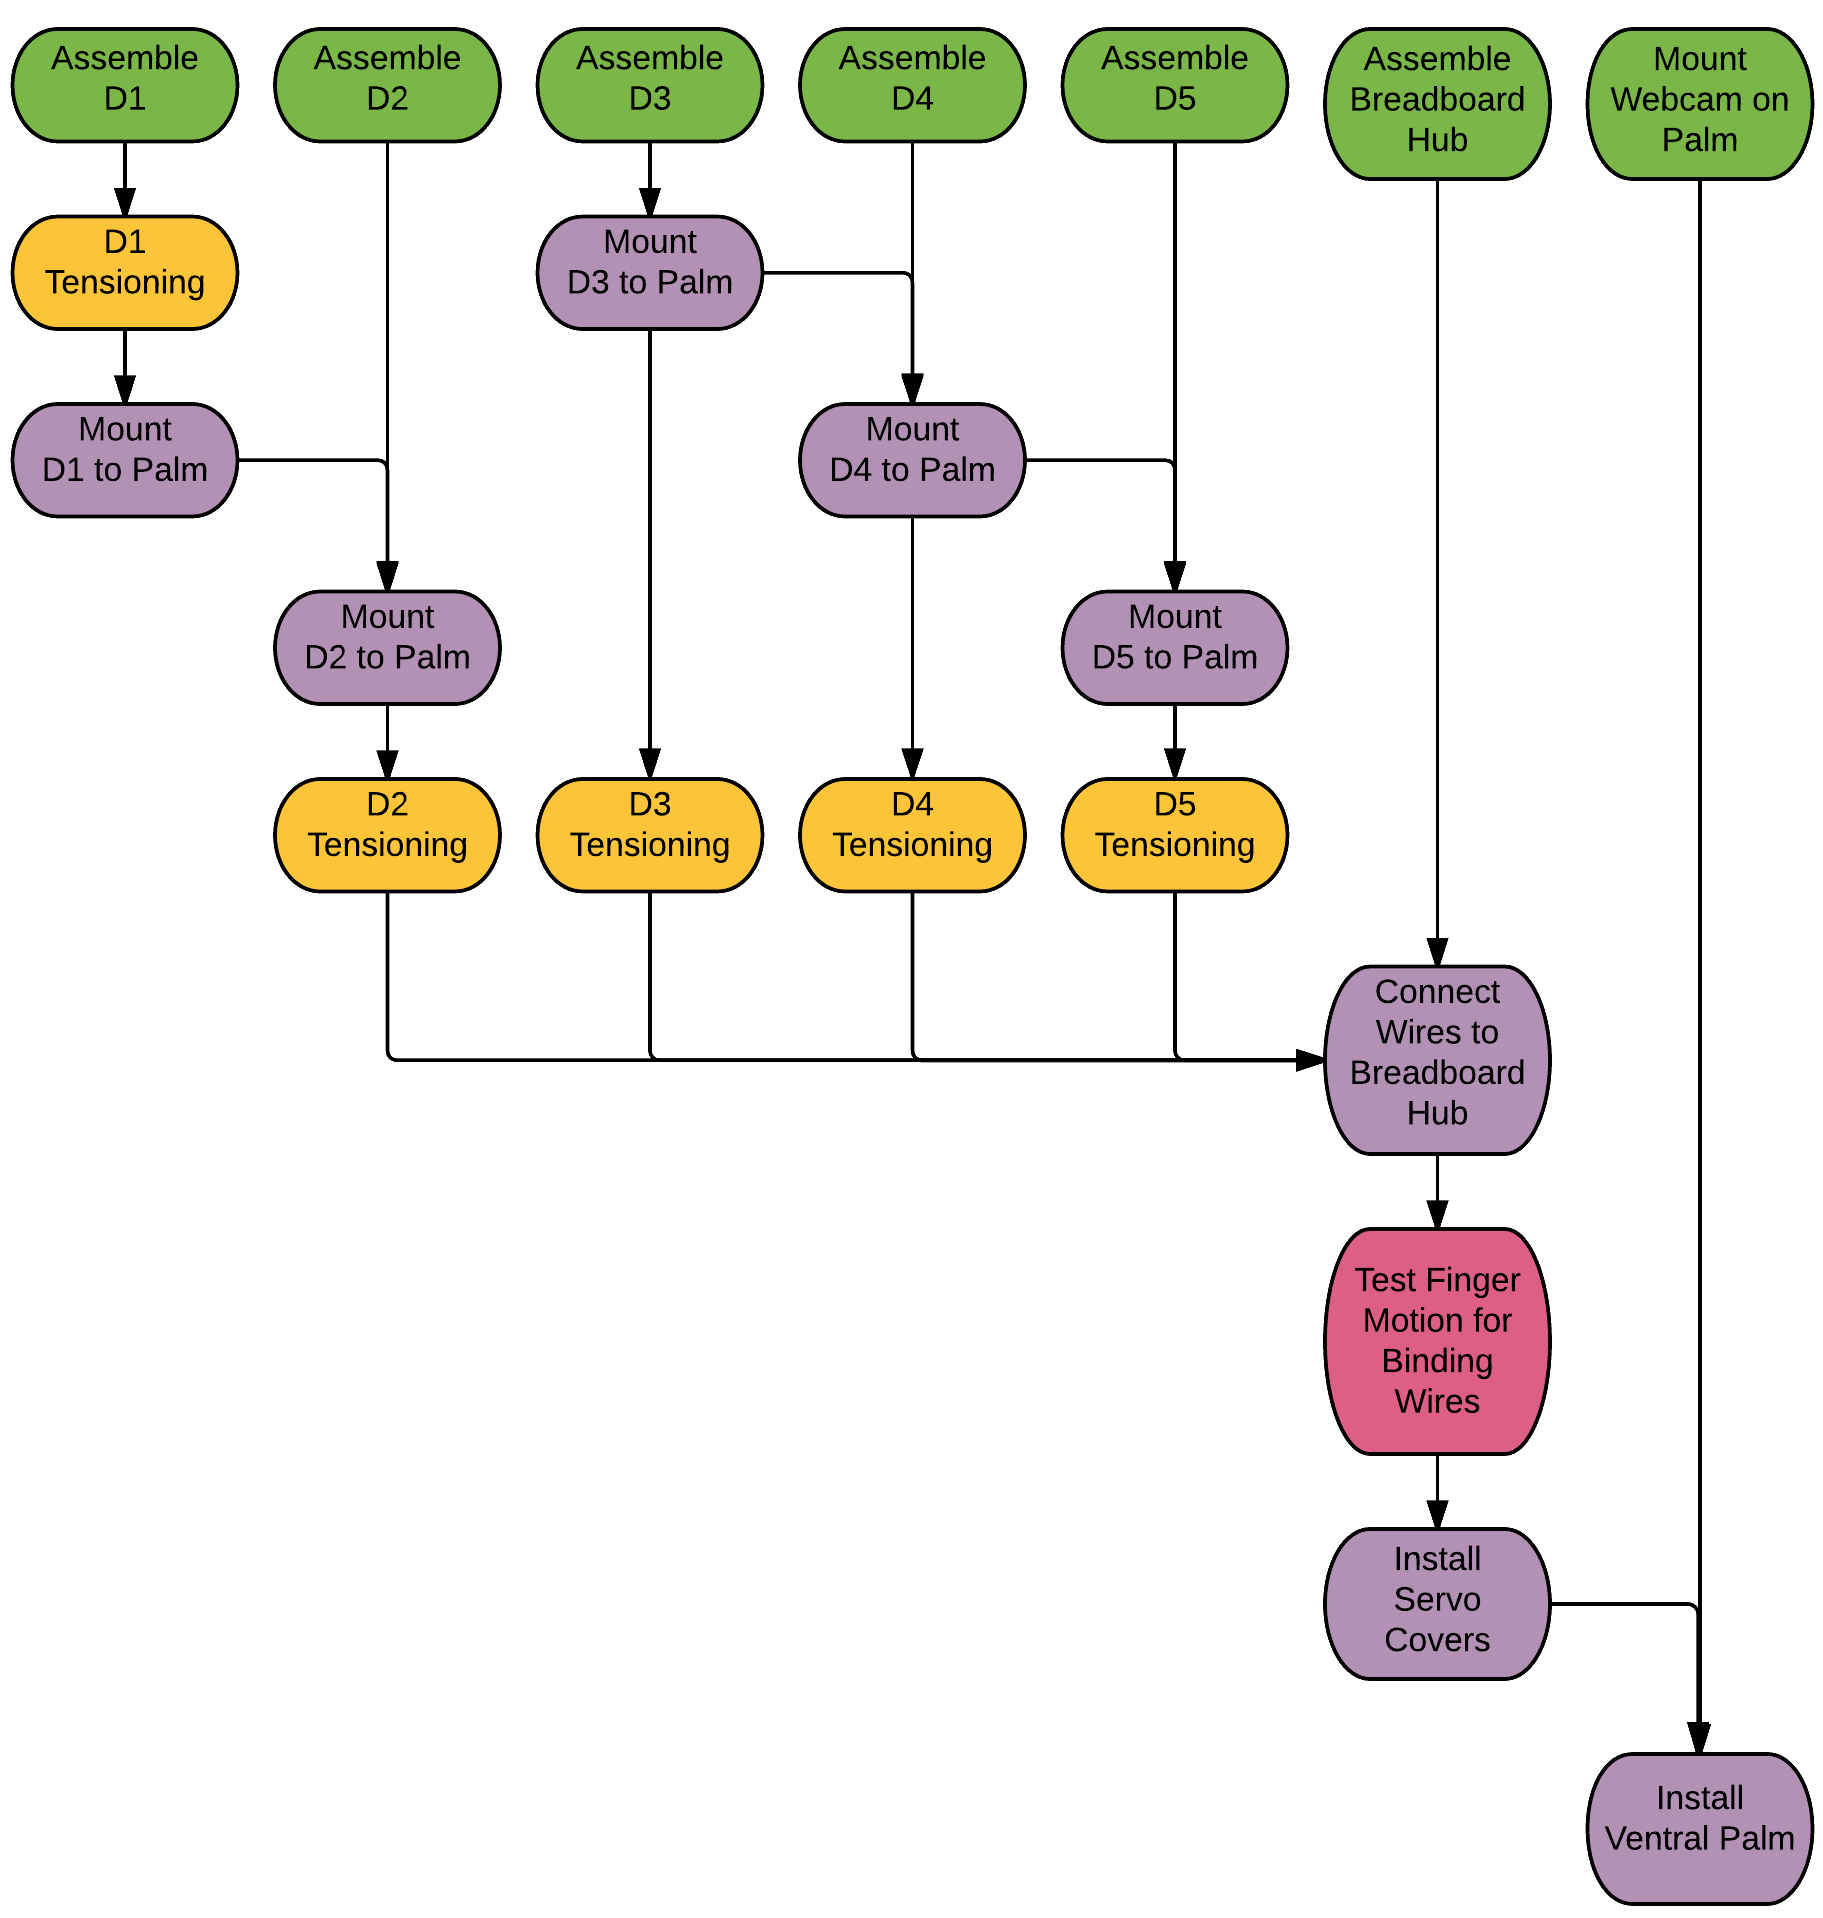 Assemble
D1
Assemble
D2
Assemble
D3
Assemble
D4
Assemble
D5
Assemble
Breadboard
Hub
Mount
Webcam on
Palm
D1
Tensioning
Mount
D3 to Palm
Mount
D1 to Palm
Mount
D4 to Palm
Mount
D2 to Palm
Mount
D5 to Palm
D2
Tensioning
D3
Tensioning
D4
Tensioning
D5
Tensioning
Connect
Wires to
Breadboard
Hub
Test Finger
Motion for
Binding
Wires
Install
Servo
Covers
Install
Ventral Palm